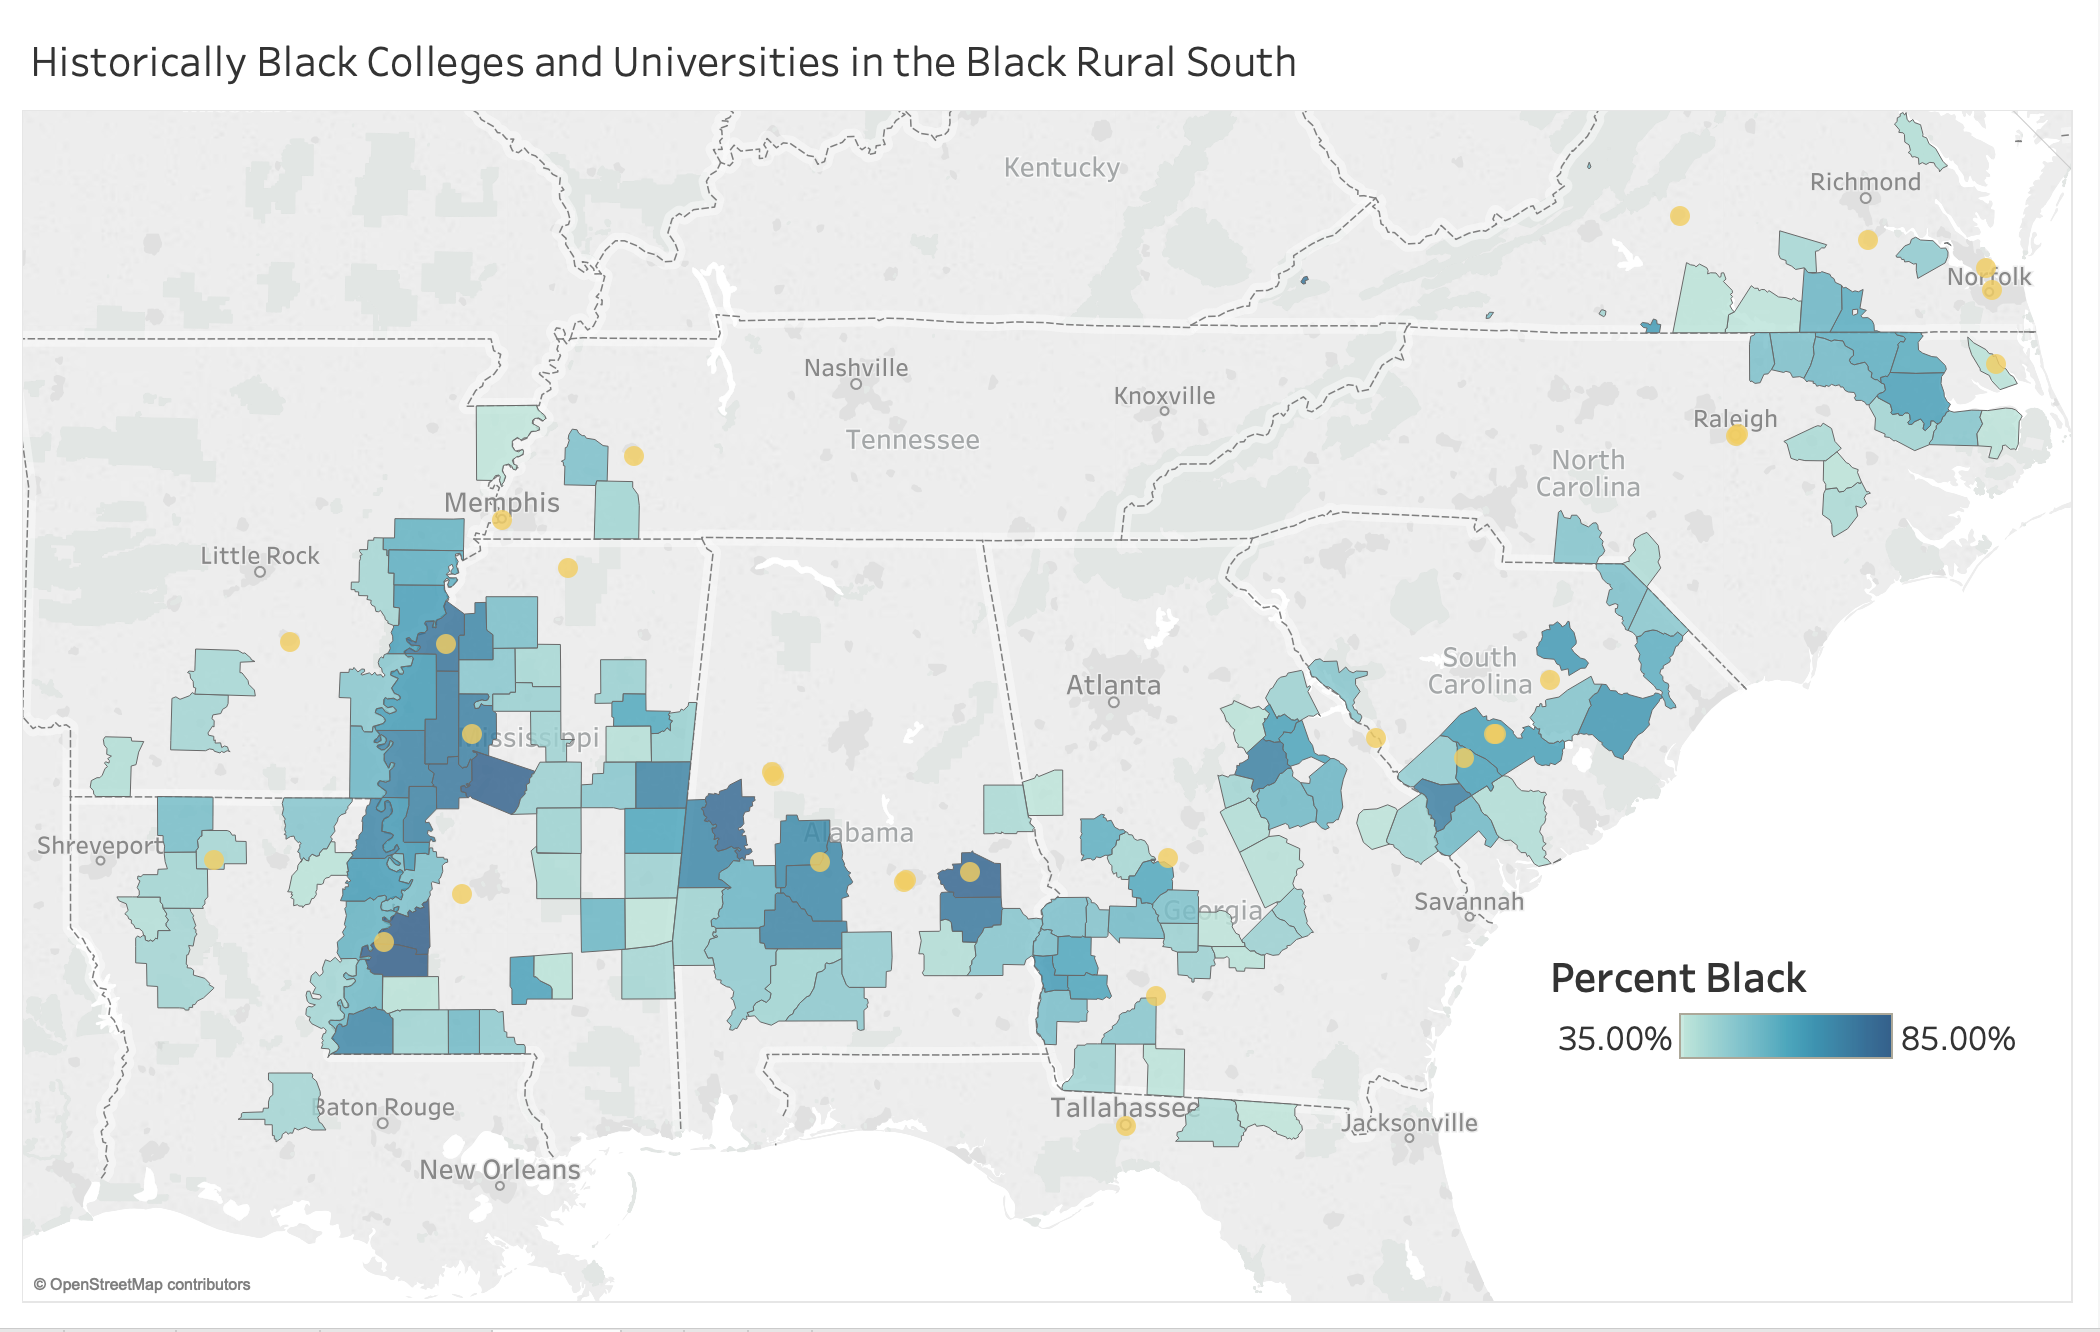 Historically Black Colleges and Universities in the Black Rural South
Kentucky
Richmond
Norfolk
Nashville
Knoxville
Tennessee
Raleigh
North
Carolina
Memphis
Little Rock
South
Carolina
Atlanta
Mississippi
Alabama
Shreveport
Georgia
Savannah
Percent Black
35.00%
85.00%
Tallahassee
Baton Rouge
Jacksonville
New Orleans
© OpenStreetMap contributors